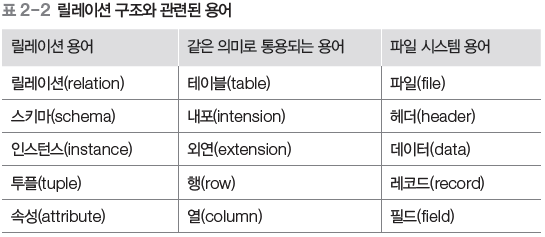 표 2-2 릴레이션 구조와 관련된 용어
릴레이션 용어 같은 의미로 통용되는 용어 파일 시스템 용어
릴레이션(relation) 테이블(table) 파일(file)
스키마(schema) 내포(intension) 헤더(header)
인스턴스(instance) 외연(extension) 데이터(data)
투플(tuple) 행(row) 레코드(record)
속성(attribute) 열(column) 필드(field)